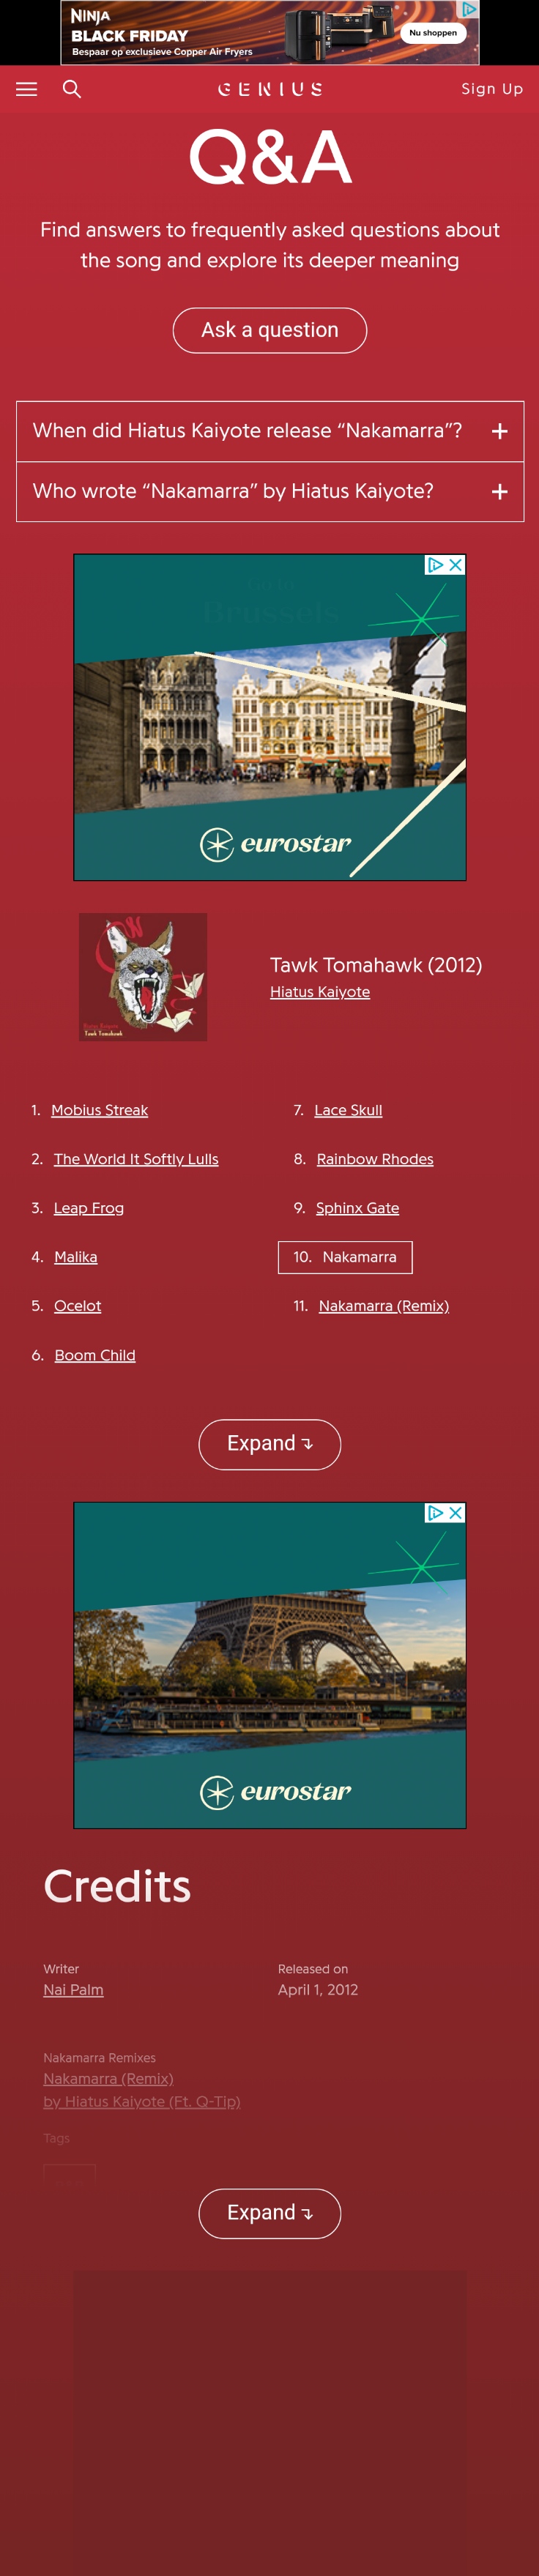 NINJA
BLACK FRIDAY
Bespaar op exclusieve Copper Air Fryers
Nu shoppen
GENIUS
Sign Up
Q&A
Find answers to frequently asked questions about
the song and explore its deeper meaning
Ask a question
When did Hiatus Kaiyote release “Nakamarra”? +
Who wrote “Nakamarra” by Hiatus Kaiyote? +
Go to
Brussels
eurostar
Tawk Tomahawk
Tawk Tomahawk (2012)
Hiatus Kaiyote
1. Mobius Streak
2. The World It Softly Lulls
3. Leap Frog
4. Malika
5. Ocelot
6. Boom Child
7. Lace Skull
8. Rainbow Rhodes
9. Sphinx Gate
10. Nakamarra
11. Nakamarra (Remix)
Expand
eurostar
Credits
Writer
Nai Palm
Released on
April 1, 2012
Nakamarra Remixes
Nakamarra (Remix)
by Hiatus Kaiyote (Ft. Q-Tip)
Tags
Expand